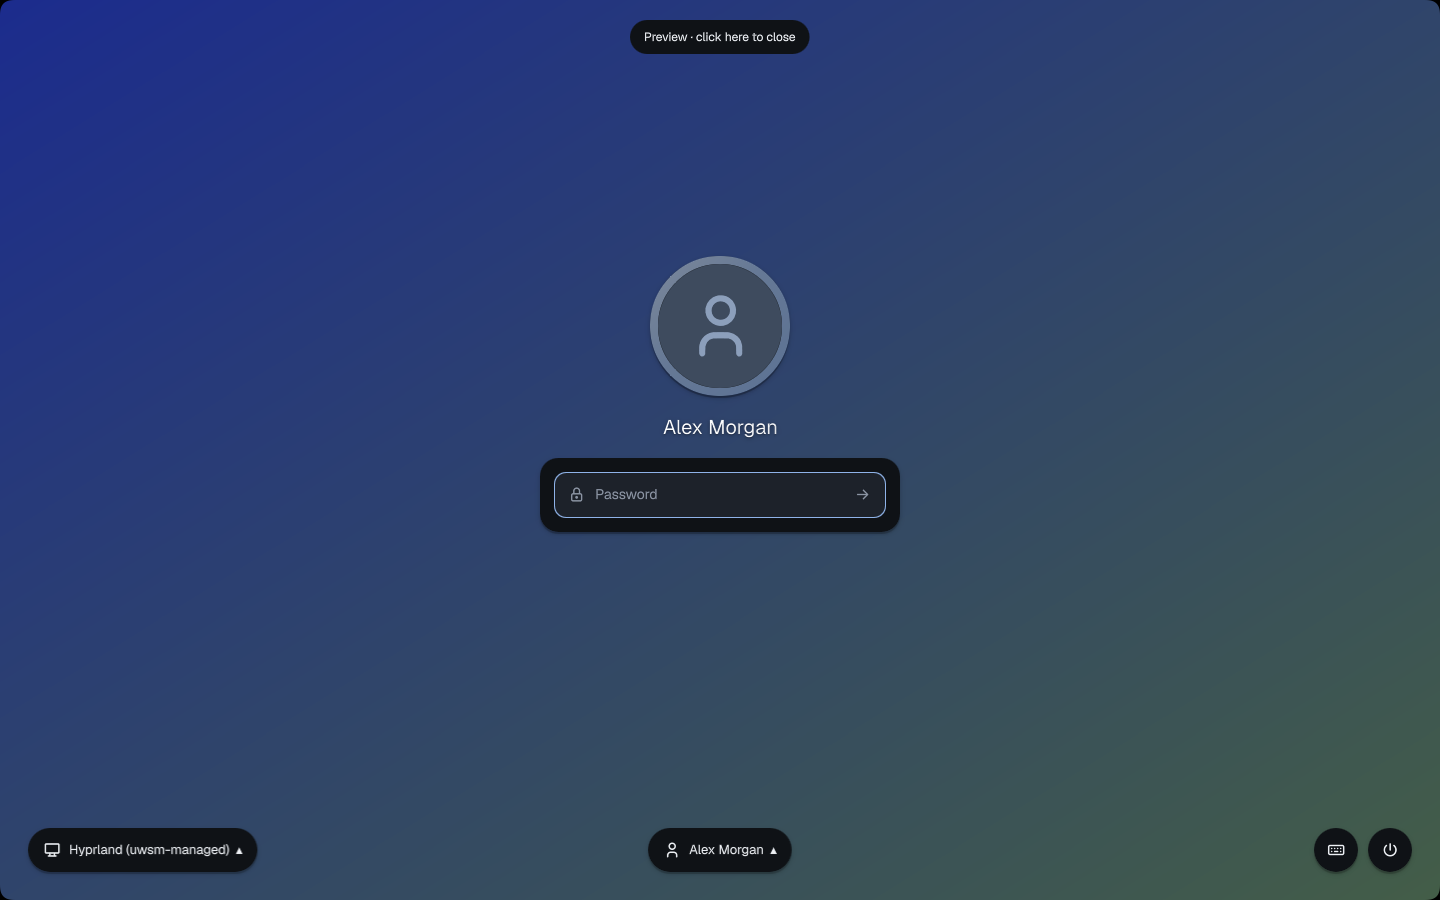 Preview · click here to close
Alex Morgan
Password
Hyprland (uwsm-managed) ▲
Alex Morgan ▲